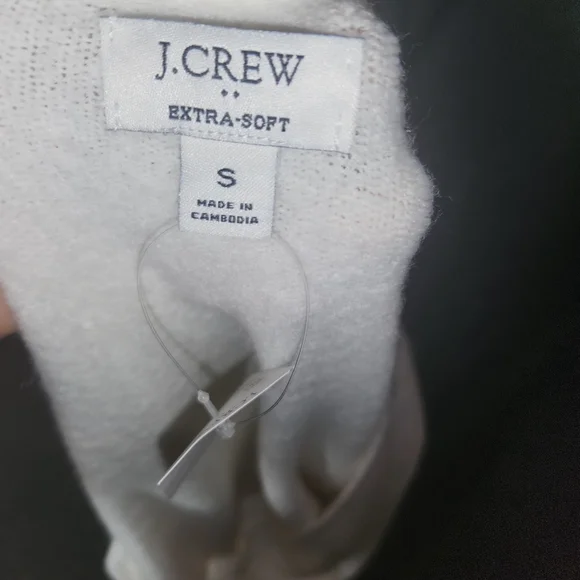 J.CREW
EXTRA-SOFT
S
MADE IN
CAMBODIA